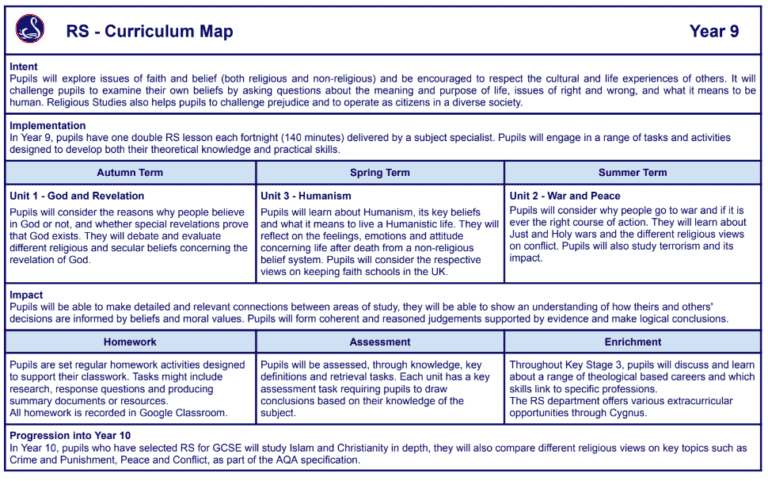 RS - Curriculum Map
Year 9
Intent
Pupils will explore issues of faith and belief (both religious and non-religious) and be encouraged to respect the cultural and life experiences of others. It will
challenge pupils to examine their own beliefs by asking questions about the meaning and purpose of life, issues of right and wrong, and what it means to be
human. Religious Studies also helps pupils to challenge prejudice and to operate as citizens in a diverse society.
Implementation
In Year 9, pupils have one double RS lesson each fortnight (140 minutes) delivered by a subject specialist. Pupils will engage in a range of tasks and activities
designed to develop both their theoretical knowledge and practical skills.
Autumn Term
Spring Term
Summer Term
Unit 1 - God and Revelation
Pupils will consider the reasons why people believe
in God or not, and whether special revelations prove
that God exists. They will debate and evaluate
different religious and secular beliefs concerning the
revelation of God.
Unit 3 - Humanism
Pupils will learn about Humanism, its key beliefs
and what it means to live a Humanistic life. They will
reflect on the feelings, emotions and attitude
concerning life after death from a non-religious
belief system. Pupils will consider the respective
views on keeping faith schools in the UK.
Unit 2 - War and Peace
Pupils will consider why people go to war and if it is
ever the right course of action. They will learn about
Just and Holy wars and the different religious views
on conflict. Pupils will also study terrorism and its
impact.
Impact
Pupils will be able to make detailed and relevant connections between areas of study, they will be able to show an understanding of how theirs and others'
decisions are informed by beliefs and moral values. Pupils will form coherent and reasoned judgements supported by evidence and make logical conclusions.
Homework
Assessment
Enrichment
Pupils are set regular homework activities designed
to support their classwork. Tasks might include
research, response questions and producing
summary documents or resources.
All homework is recorded in Google Classroom.
Pupils will be assessed, through knowledge, key
definitions and retrieval tasks. Each unit has a key
assessment task requiring pupils to draw
conclusions based on their knowledge of the
subject.
Throughout Key Stage 3, pupils will discuss and learn
about a range of theological based careers and which
skills link to specific professions.
The RS department offers various extracurricular
opportunities through Cygnus.
Progression into Year 10
In Year 10, pupils who have selected RS for GCSE will study Islam and Christianity in depth, they will also compare different religious views on key topics such as
Crime and Punishment, Peace and Conflict, as part of the AQA specification.